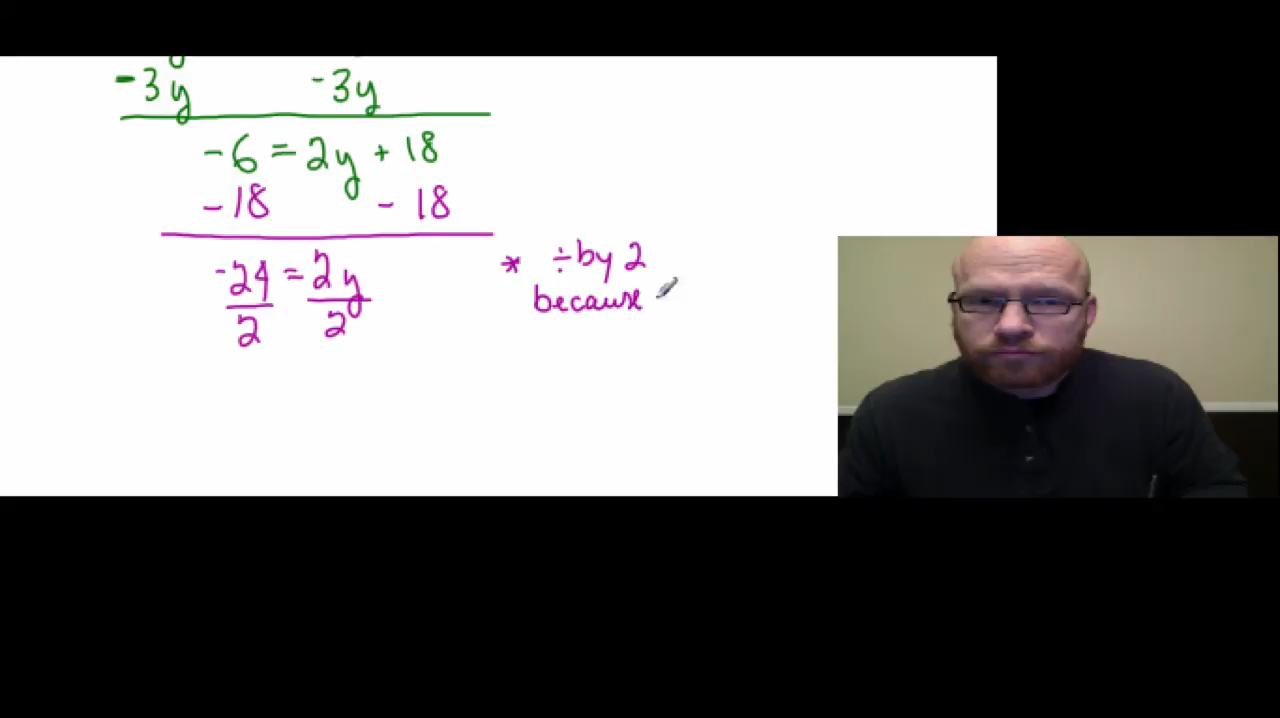 -3y -3y
-6 = 2y + 18
-18 - 18
-24 = 2y
2 2
* ÷ by 2
because